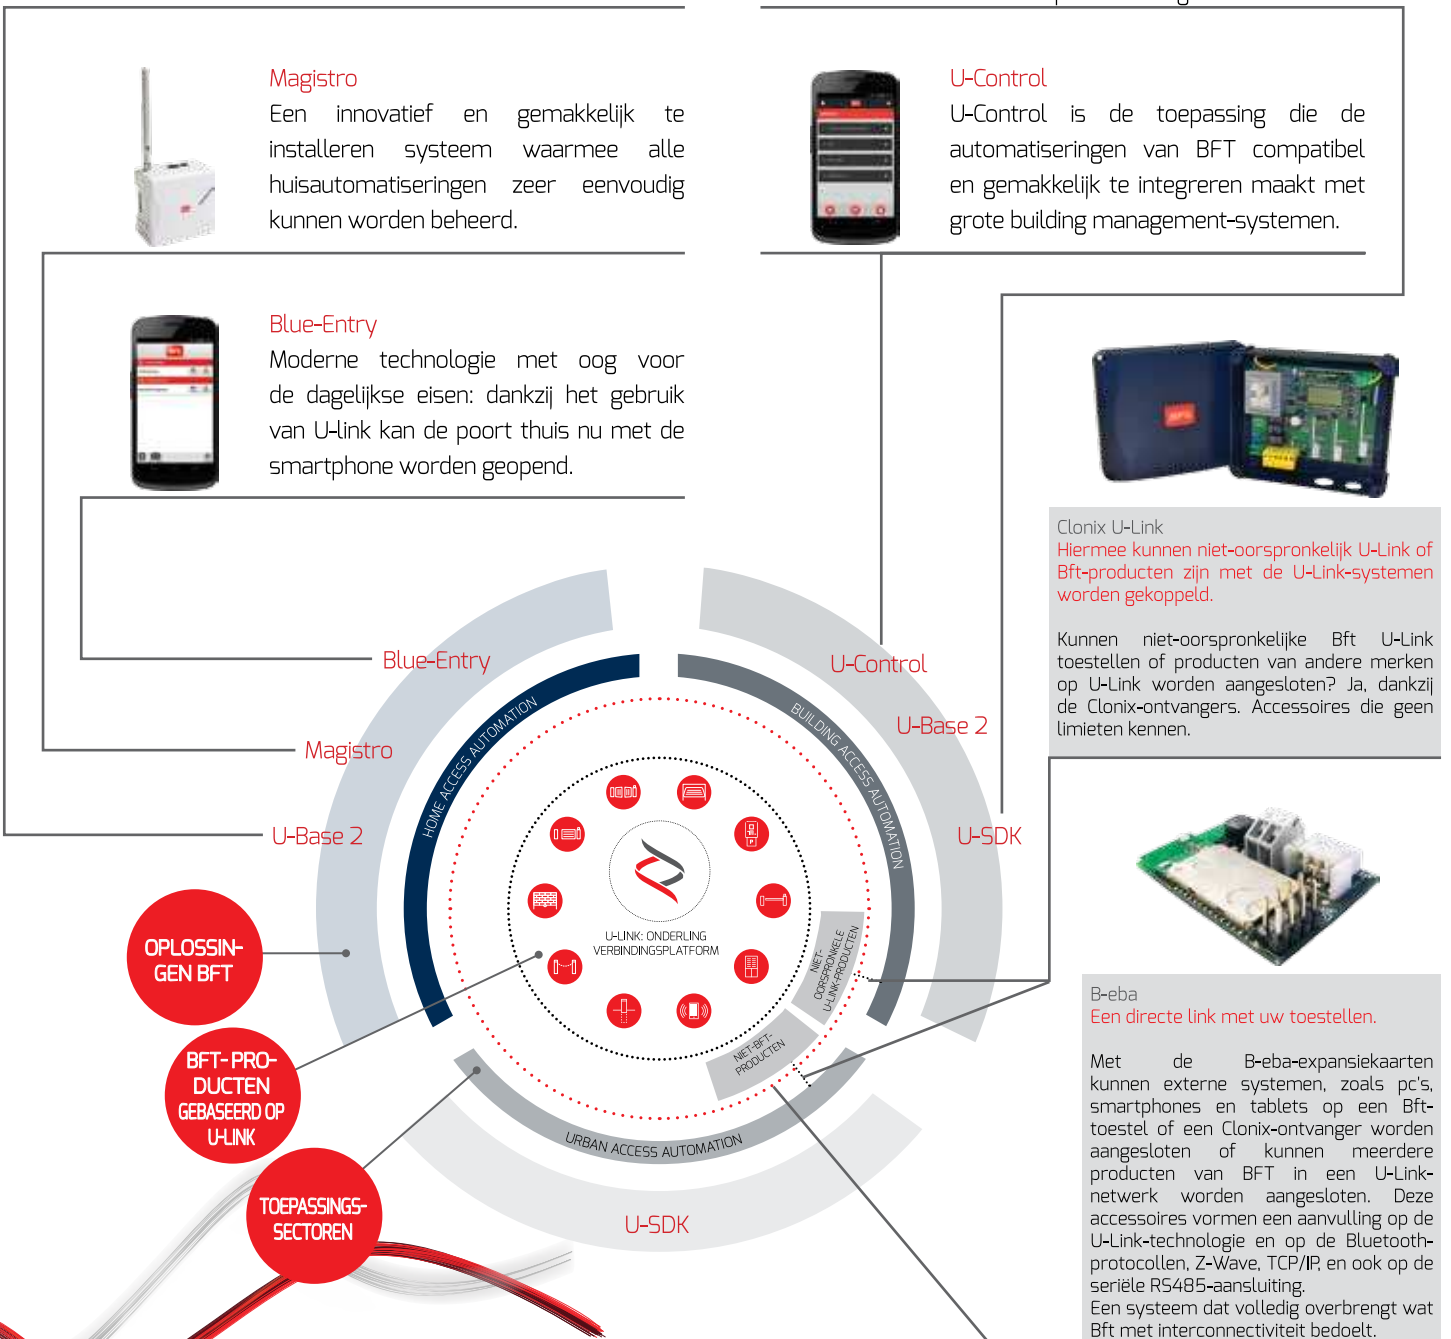 Magistro
Een innovatief en gemakkelijk te
installeren systeem waarmee alle
huisautomatiseringen zeer eenvoudig
kunnen worden beheerd.
U-Control
U-Control is de toepassing die de
automatiseringen van BFT compatibel
en gemakkelijk te integreren maakt met
grote building management-systemen.
Blue-Entry
Moderne technologie met oog voor
de dagelijkse eisen: dankzij het gebruik
van U-link kan de poort thuis nu met de
smartphone worden geopend.
Clonix U-Link
Hiermee kunnen niet-oorspronkelijk U-Link of
Bft-producten zijn met de U-Link-systemen
worden gekoppeld.
Kunnen niet-oorspronkelijke Bft U-Link
toestellen of producten van andere merken
op U-Link worden aangesloten? Ja, dankzij
de Clonix-ontvangers. Accessoires die geen
limieten kennen.
Blue-Entry
Magistro
U-Base 2
U-Control
U-Base 2
U-SDK
HOME ACCESS AUTOMATION
BUILDING ACCESS AUTOMATION
U-LINK: ONDERLING
VERBINDINGSPLATFORM
NIET-
OORSPRONKELE
U-LINK-PRODUCTEN
NIET-BFT-
PRODUCTEN
URBAN ACCESS AUTOMATION
U-SDK
OPLOSSIN-
GEN BFT
BFT-PRO-
DUCTEN
GEBASEERD OP
U-LINK
TOEPASSINGS-
SECTOREN
B-eba
Een directe link met uw toestellen.
Met de B-eba-expansiekaarten
kunnen externe systemen, zoals pc's,
smartphones en tablets op een Bft-
toestel of een Clonix-ontvanger worden
aangesloten of kunnen meerdere
producten van BFT in een U-Link-
netwerk worden aangesloten. Deze
accessoires vormen een aanvulling op de
U-Link-technologie en op de Bluetooth-
protocollen, Z-Wave, TCP/IP, en ook op de
seriële RS485-aansluiting.
Een systeem dat volledig overbrengt wat
Bft met interconnectiviteit bedoelt.